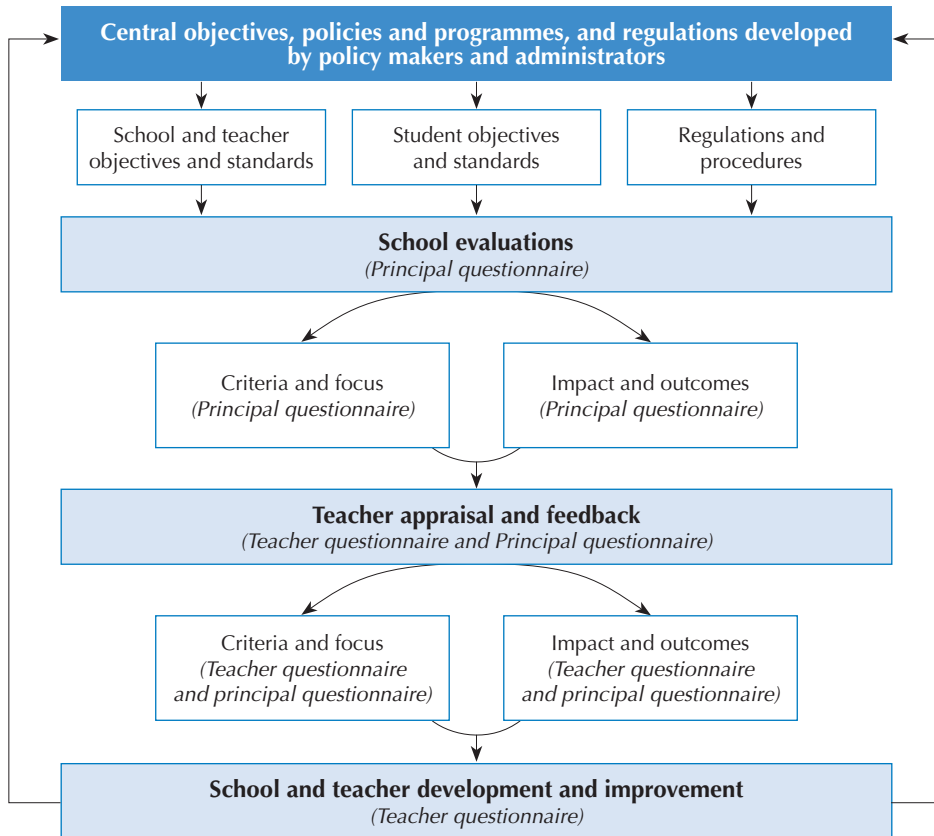 Central objectives, policies and programmes, and regulations developed
by policy makers and administrators
School and teacher
objectives and standards
Student objectives
and standards
Regulations and
procedures
School evaluations
(Principal questionnaire)
Criteria and focus
(Principal questionnaire)
Impact and outcomes
(Principal questionnaire)
Teacher appraisal and feedback
(Teacher questionnaire and Principal questionnaire)
Criteria and focus
(Teacher questionnaire
and principal questionnaire)
Impact and outcomes
(Teacher questionnaire
and principal questionnaire)
School and teacher development and improvement
(Teacher questionnaire)